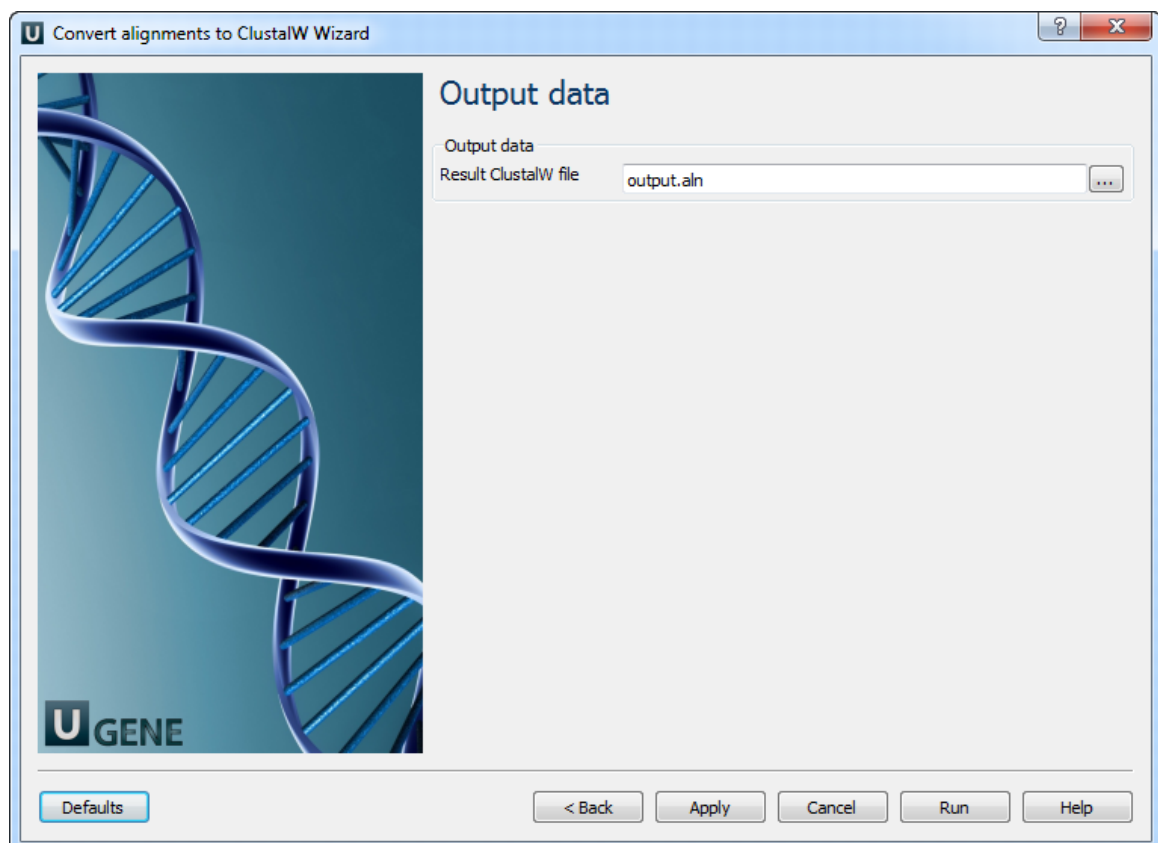 U Convert alignments to ClustalW Wizard ? X
Output data
Output data
Result ClustalW file output.aln ...
U GENE
Defaults < Back Apply Cancel Run Help